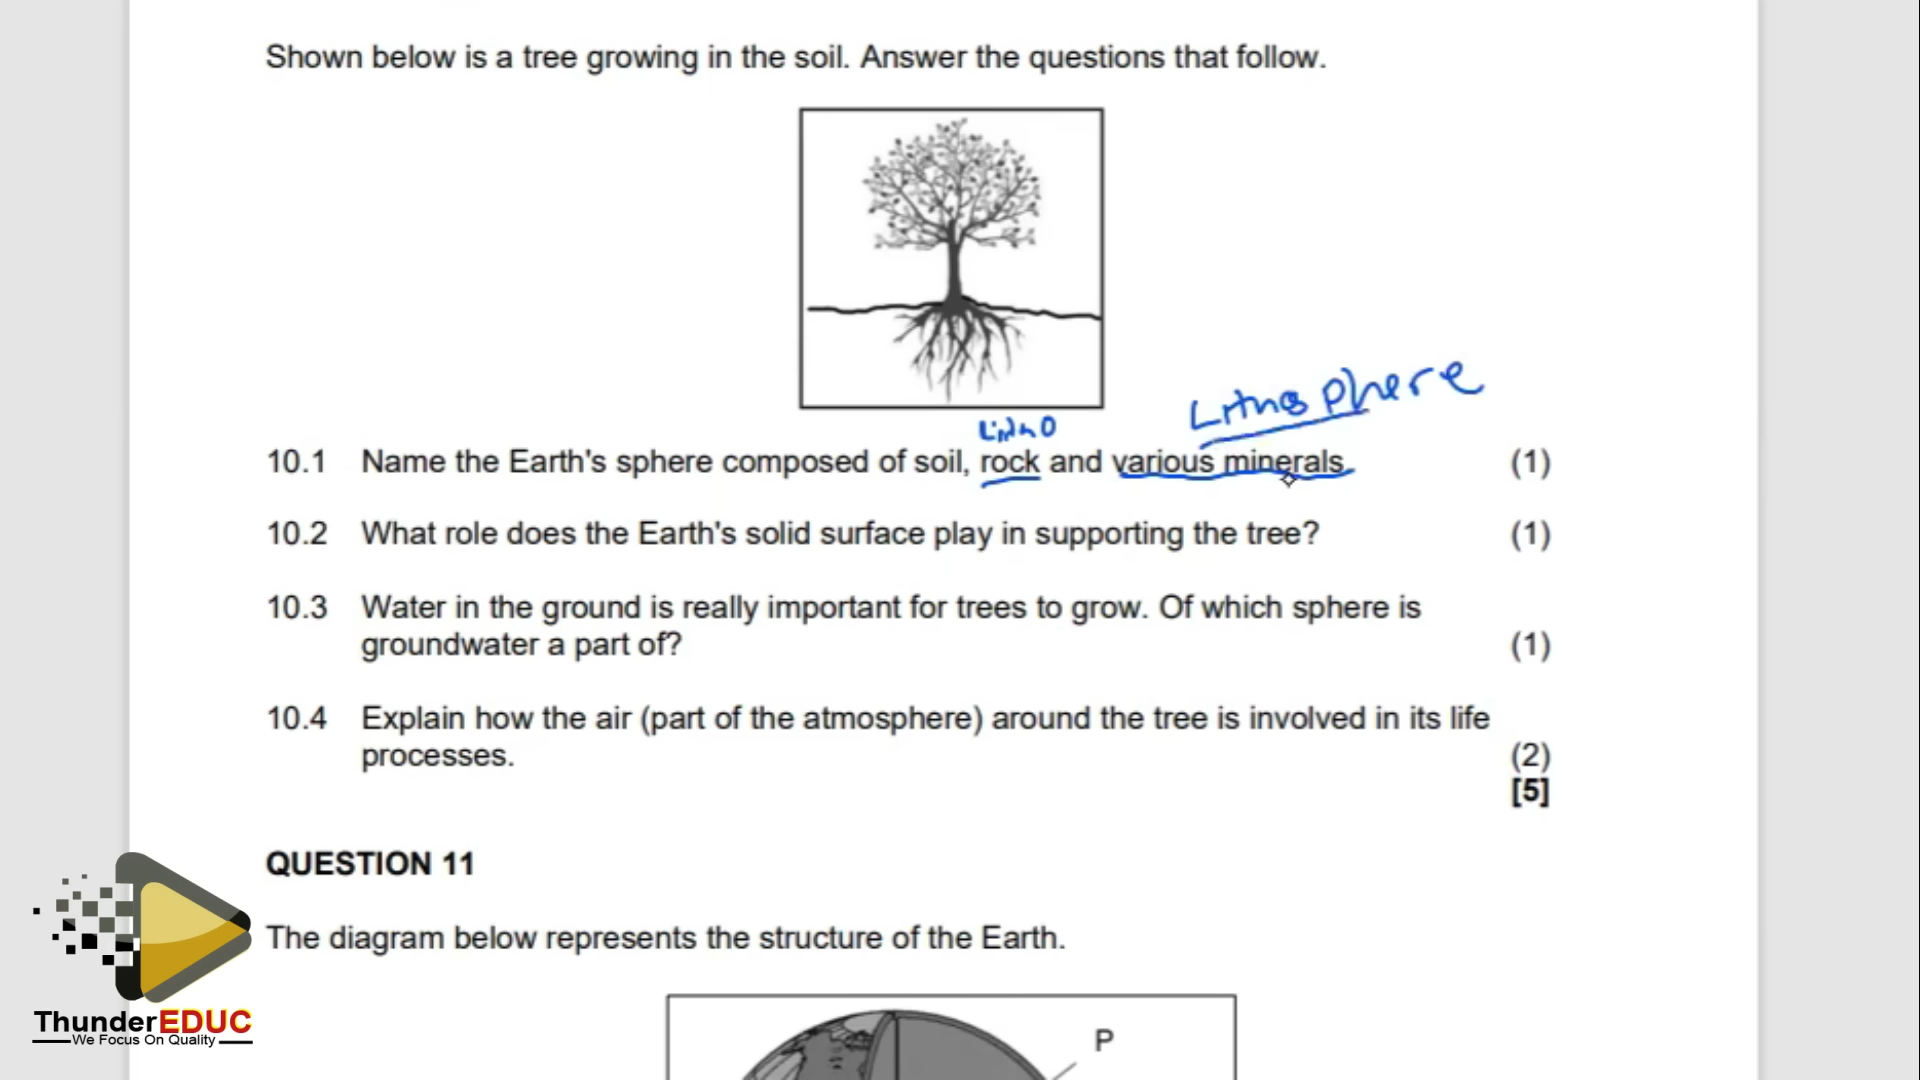 Shown below is a tree growing in the soil. Answer the questions that follow.
Lithosphere
Litho
10.1 Name the Earth's sphere composed of soil, rock and various minerals. (1)
10.2 What role does the Earth's solid surface play in supporting the tree? (1)
10.3 Water in the ground is really important for trees to grow. Of which sphere is
groundwater a part of? (1)
10.4 Explain how the air (part of the atmosphere) around the tree is involved in its life
processes. (2)
[5]
QUESTION 11
The diagram below represents the structure of the Earth.
P
ThunderEDUC
We Focus On Quality